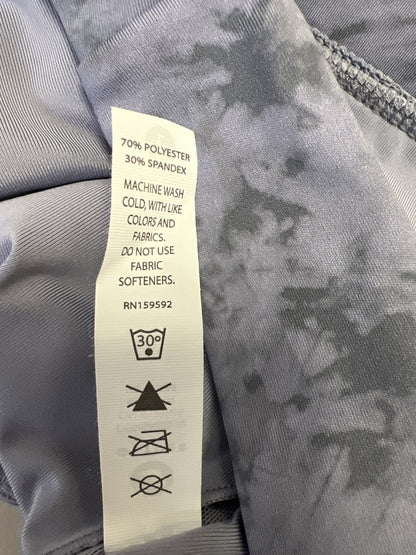 70% POLYESTER
30% SPANDEX
MACHINE WASH
COLD, WITH LIKE
COLORS AND
FABRICS.
DO NOT USE
FABRIC
SOFTENERS.
RN159592
30°